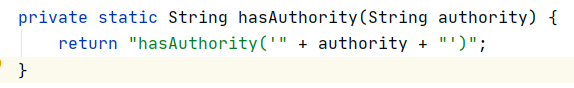 private static String hasAuthority(String authority) {
    return "hasAuthority('" + authority + "')";
}